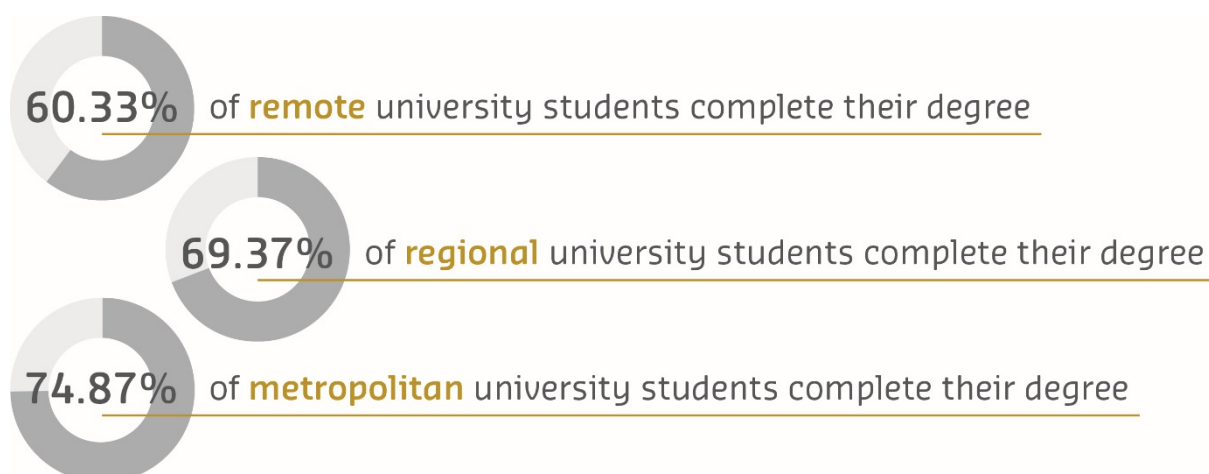 60.33% of remote university students complete their degree
69.37% of regional university students complete their degree
74.87% of metropolitan university students complete their degree